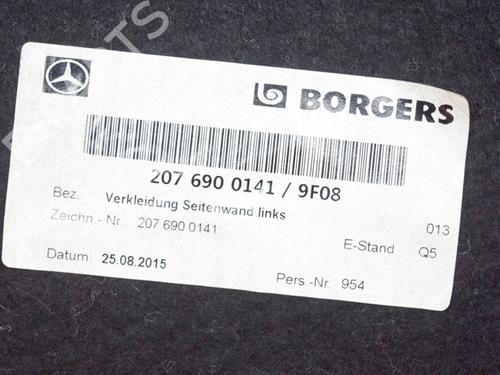 BORGERS
207 690 0141 / 9F08
Bez. Verkleidung Seitenwand links
Zeichn - Nr.: 207 690 0141
013
E-Stand Q5
Datum: 25.08.2015
Pers.-Nr: 954